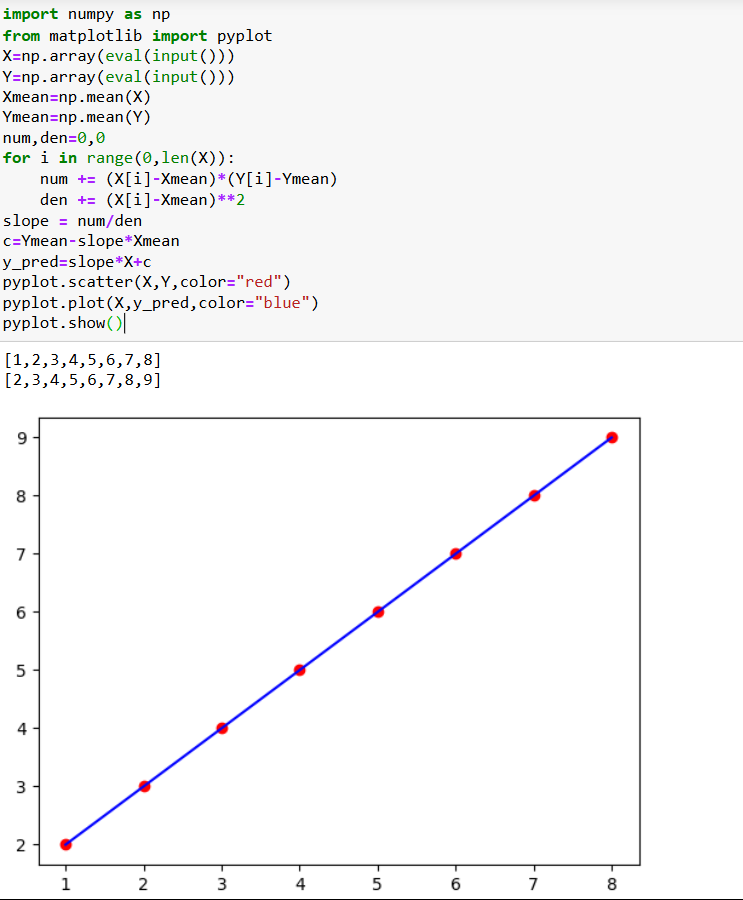 import numpy as np
from matplotlib import pyplot
X=np.array(eval(input()))
Y=np.array(eval(input()))
Xmean=np.mean(X)
Ymean=np.mean(Y)
num,den=0,0
for i in range(0,len(X)):
    num += (X[i]-Xmean)*(Y[i]-Ymean)
    den += (X[i]-Xmean)**2
slope = num/den
c=Ymean-slope*Xmean
y_pred=slope*X+c
pyplot.scatter(X,Y,color="red")
pyplot.plot(X,y_pred,color="blue")
pyplot.show()
[1,2,3,4,5,6,7,8]
[2,3,4,5,6,7,8,9]
9
8
7
6
5
4
3
2
1 2 3 4 5 6 7 8